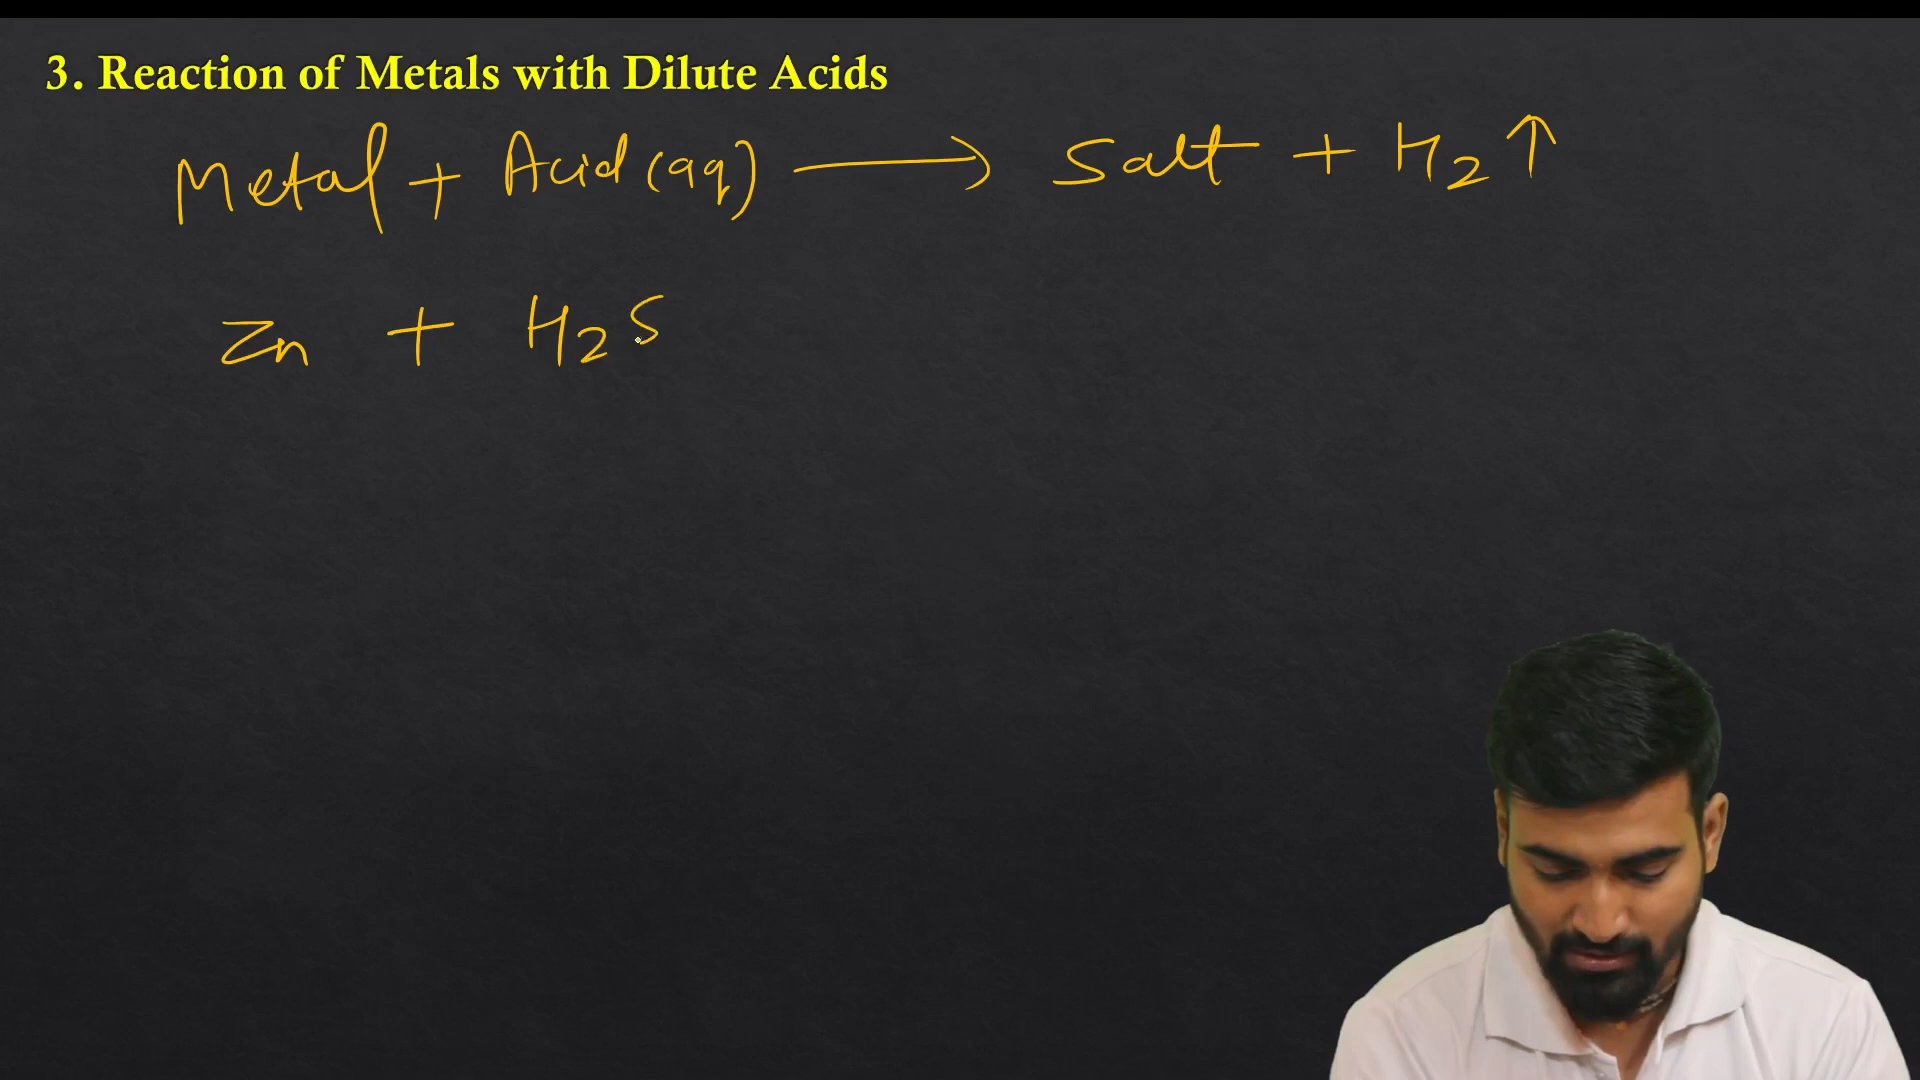 3. Reaction of Metals with Dilute Acids
Metal + Acid (aq) → Salt + H₂ ↑
Zn + H₂S